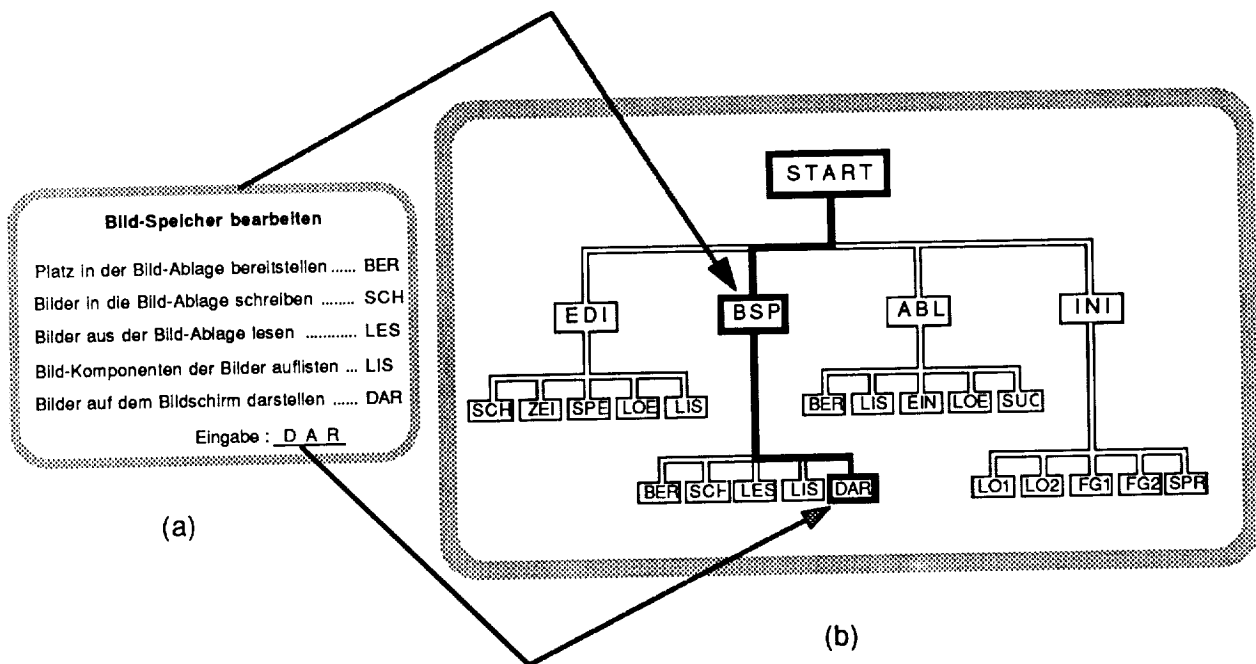 Bild-Speicher bearbeiten
Platz in der Bild-Ablage bereitstellen ...... BER
Bilder in die Bild-Ablage schreiben ........ SCH
Bilder aus der Bild-Ablage lesen ............ LES
Bild-Komponenten der Bilder auflisten ... LIS
Bilder auf dem Bildschirm darstellen ...... DAR
Eingabe : D A R
(a)
START
EDI BSP ABL INI
SCH ZEI SPE LOE LIS
BER LIS EIN LOE SUC
BER SCH LES LIS DAR
LO1 LO2 FG1 FG2 SPR
(b)